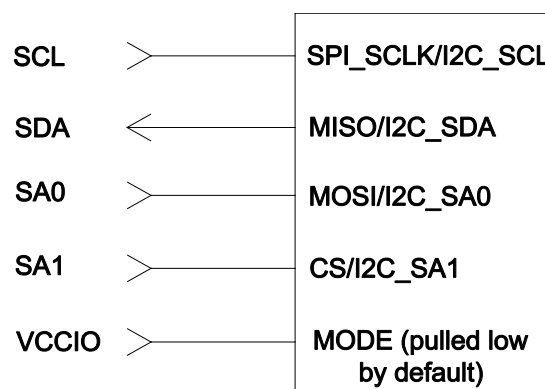 SCL SPI_SCLK/I2C_SCL
SDA MISO/I2C_SDA
SA0 MOSI/I2C_SA0
SA1 CS/I2C_SA1
VCCIO MODE (pulled low
by default)